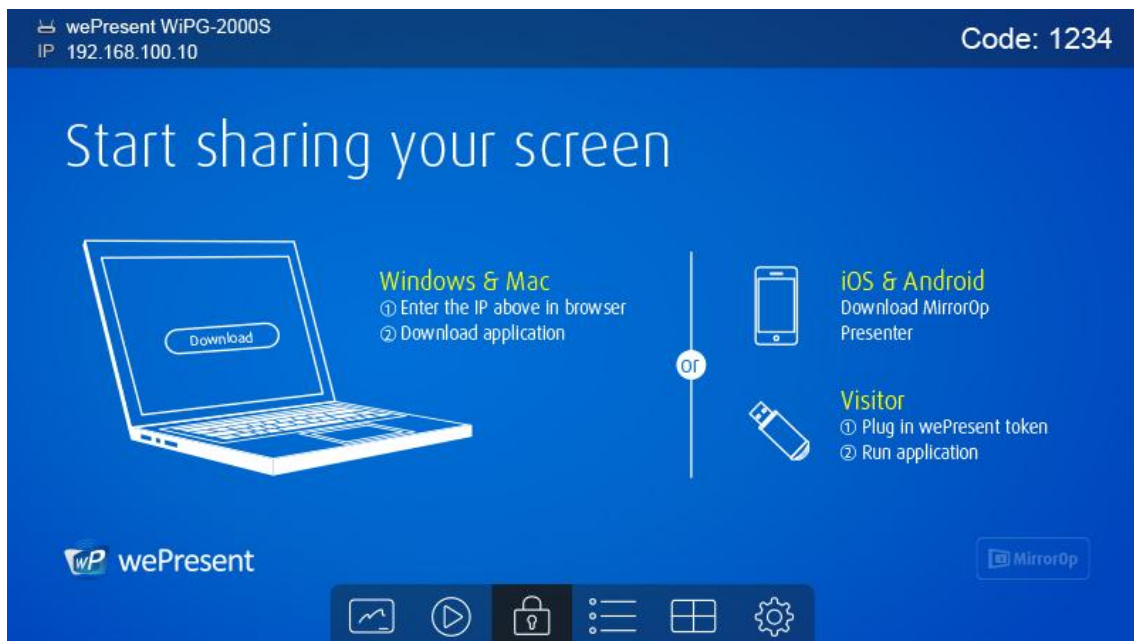 wePresent WiPG-2000S
IP 192.168.100.10
Code: 1234
Start sharing your screen
Download
Windows & Mac
① Enter the IP above in browser
② Download application
or
iOS & Android
Download MirrorOp
Presenter
Visitor
① Plug in wePresent token
② Run application
wP wePresent
MirrorOp